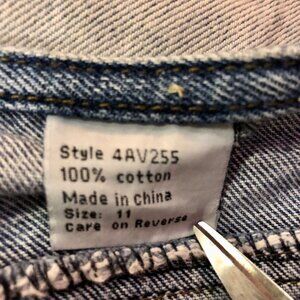 Style 4AV255
100% cotton
Made in china
Size: 11
Care on Reverse